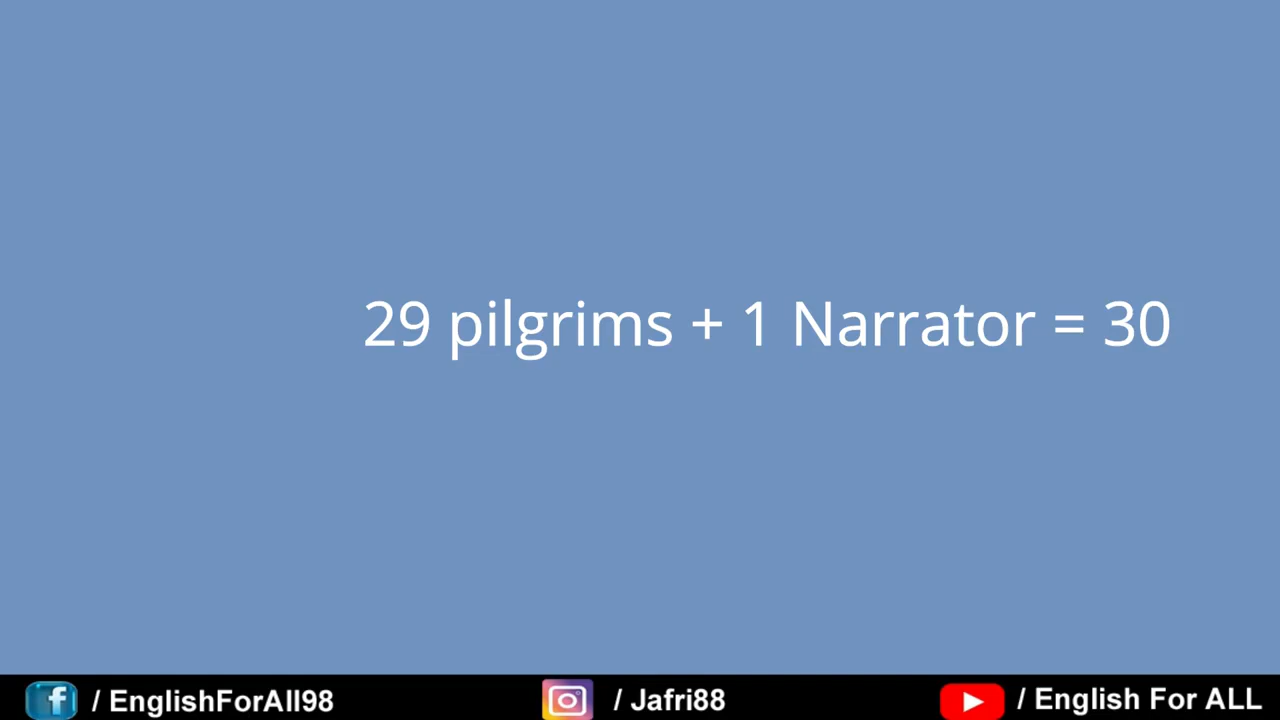 29 pilgrims + 1 Narrator = 30
/ EnglishForAll98
/ Jafri88
/ English For ALL